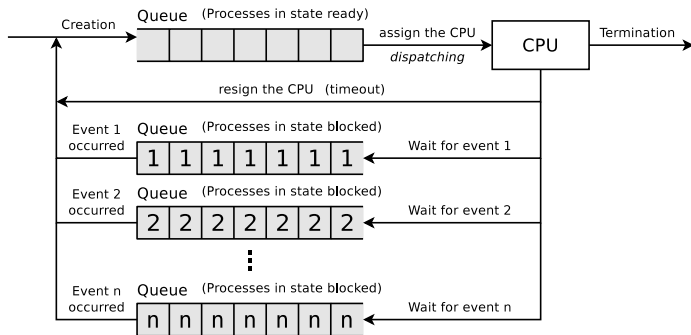 Queue (Processes in state ready)
Creation
assign the CPU
dispatching
CPU
Termination
resign the CPU (timeout)
Event 1
occurred
Queue (Processes in state blocked)
1 1 1 1 1 1 1
Wait for event 1
Event 2
occurred
Queue (Processes in state blocked)
2 2 2 2 2 2 2
Wait for event 2
Event n
occurred
Queue (Processes in state blocked)
n n n n n n n
Wait for event n